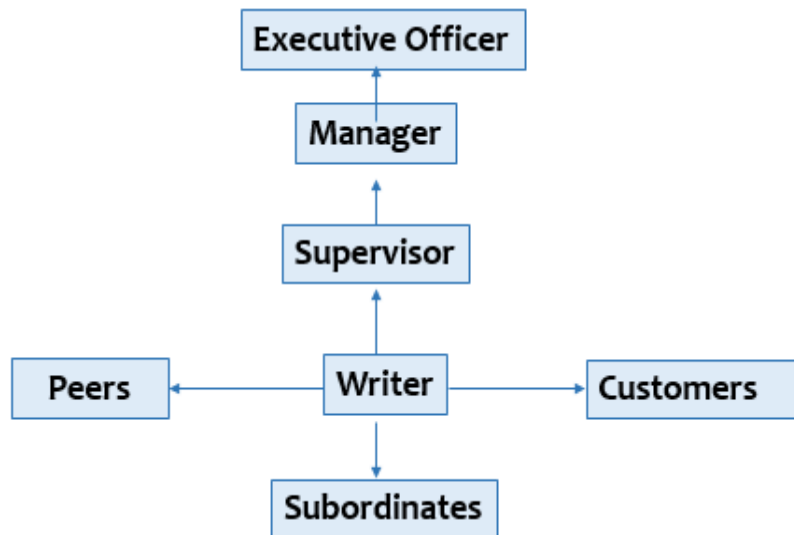 Executive Officer
Manager
Supervisor
Peers
Writer
Customers
Subordinates